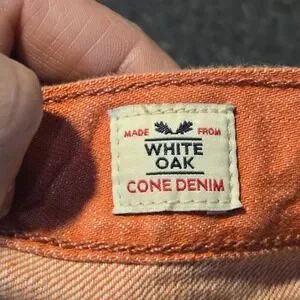 MADE FROM
WHITE
OAK
CONE DENIM